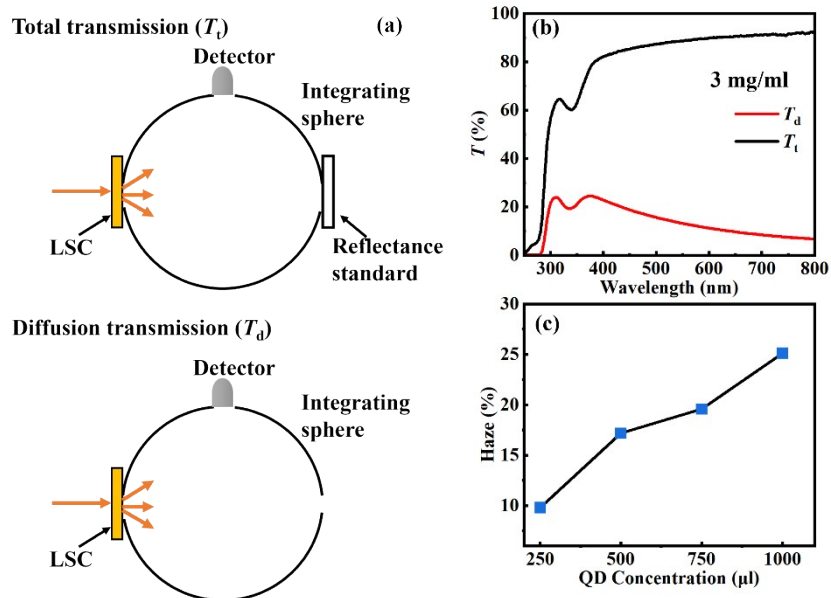 Total transmission (Tt)
(a)
Detector
Integrating
sphere
LSC
Reflectance
standard
Diffusion transmission (Td)
Detector
Integrating
sphere
LSC
(b)
3 mg/ml
Td
Tt
T (%)
100
80
60
40
20
0
300
400
500
600
700
800
Wavelength (nm)
(c)
Haze (%)
30
25
20
15
10
250
500
750
1000
QD Concentration (µl)